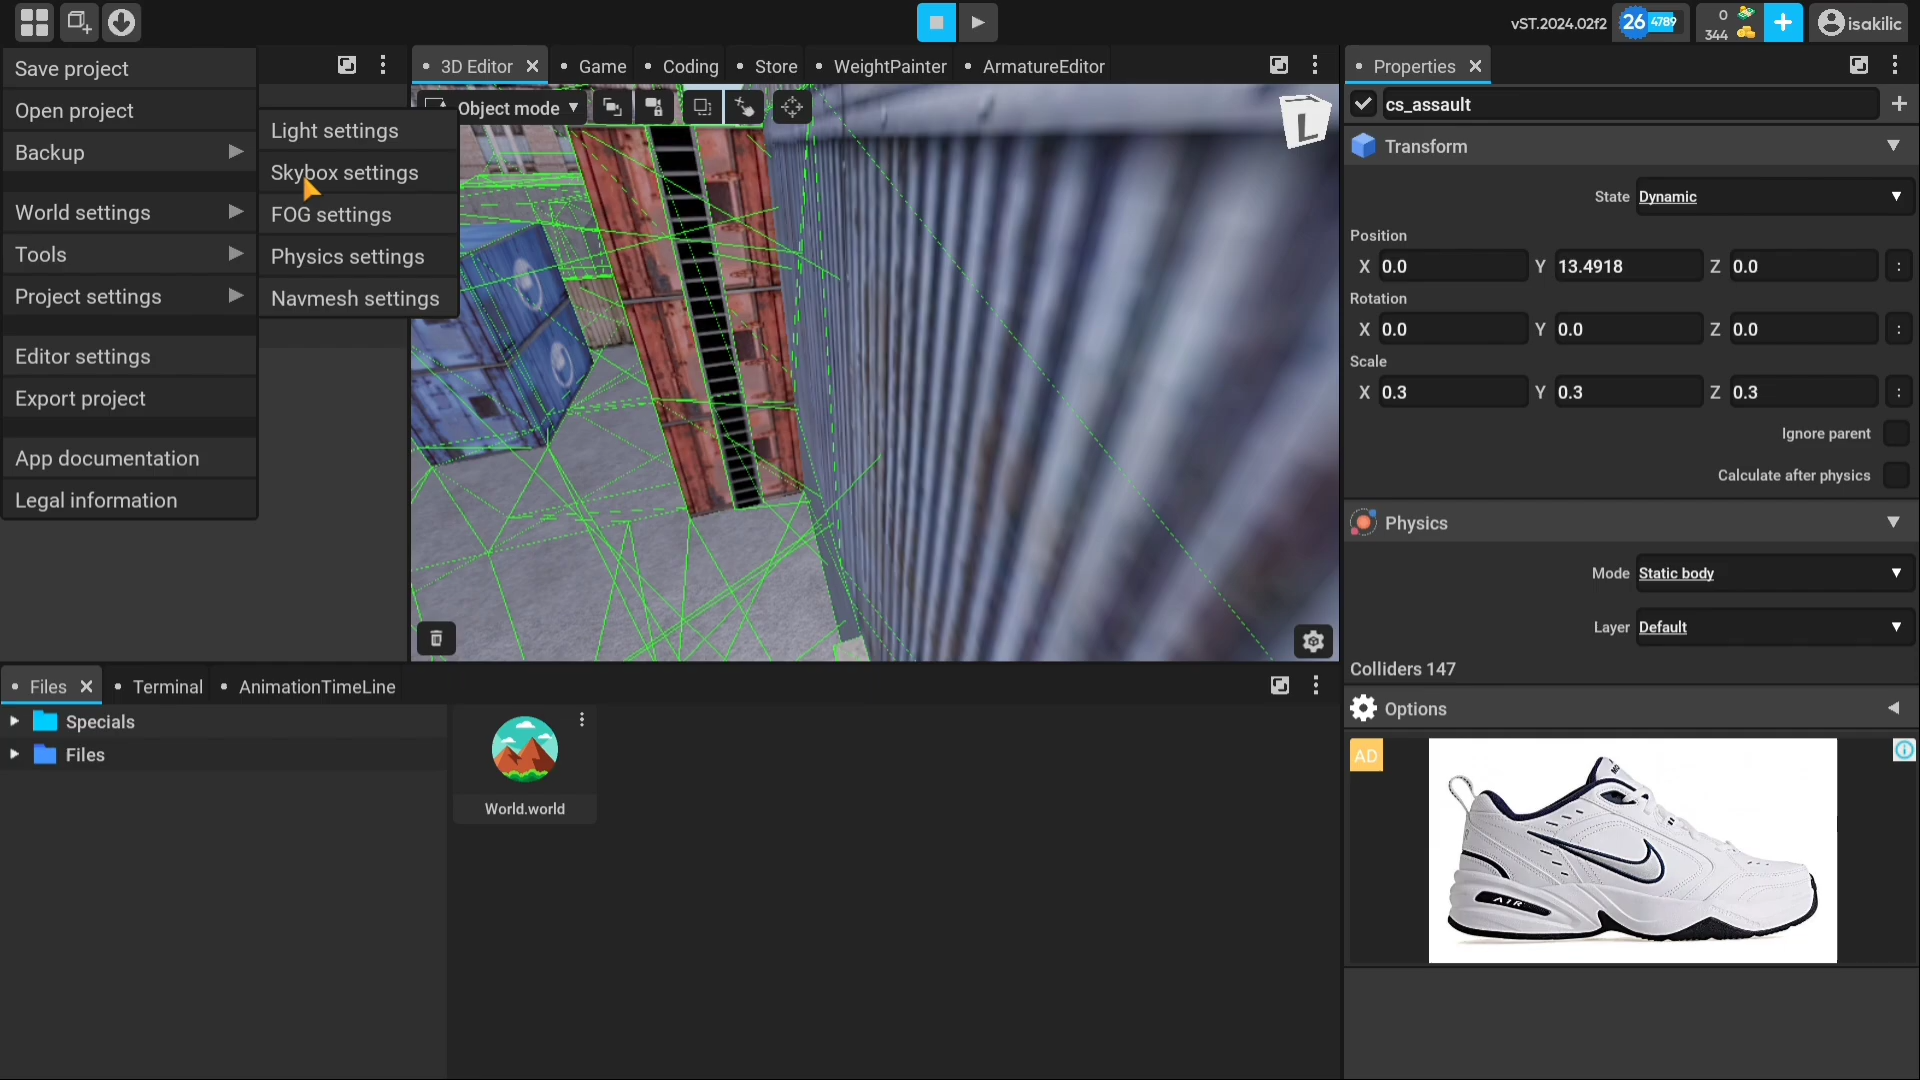 vST.2024.02f2
26 4789
0
344
isakilic
Save project
Open project
Backup
World settings
Tools
Project settings
Editor settings
Export project
App documentation
Legal information
Light settings
Skybox settings
FOG settings
Physics settings
Navmesh settings
3D Editor
Game
Coding
Store
WeightPainter
ArmatureEditor
Object mode
L
Properties
cs_assault
Transform
State Dynamic
Position
X 0.0 Y 13.4918 Z 0.0 :
Rotation
X 0.0 Y 0.0 Z 0.0 :
Scale
X 0.3 Y 0.3 Z 0.3 :
Ignore parent
Calculate after physics
Physics
Mode Static body
Layer Default
Colliders 147
Options
AD
AIR
Files
Terminal
AnimationTimeLine
Specials
Files
World.world